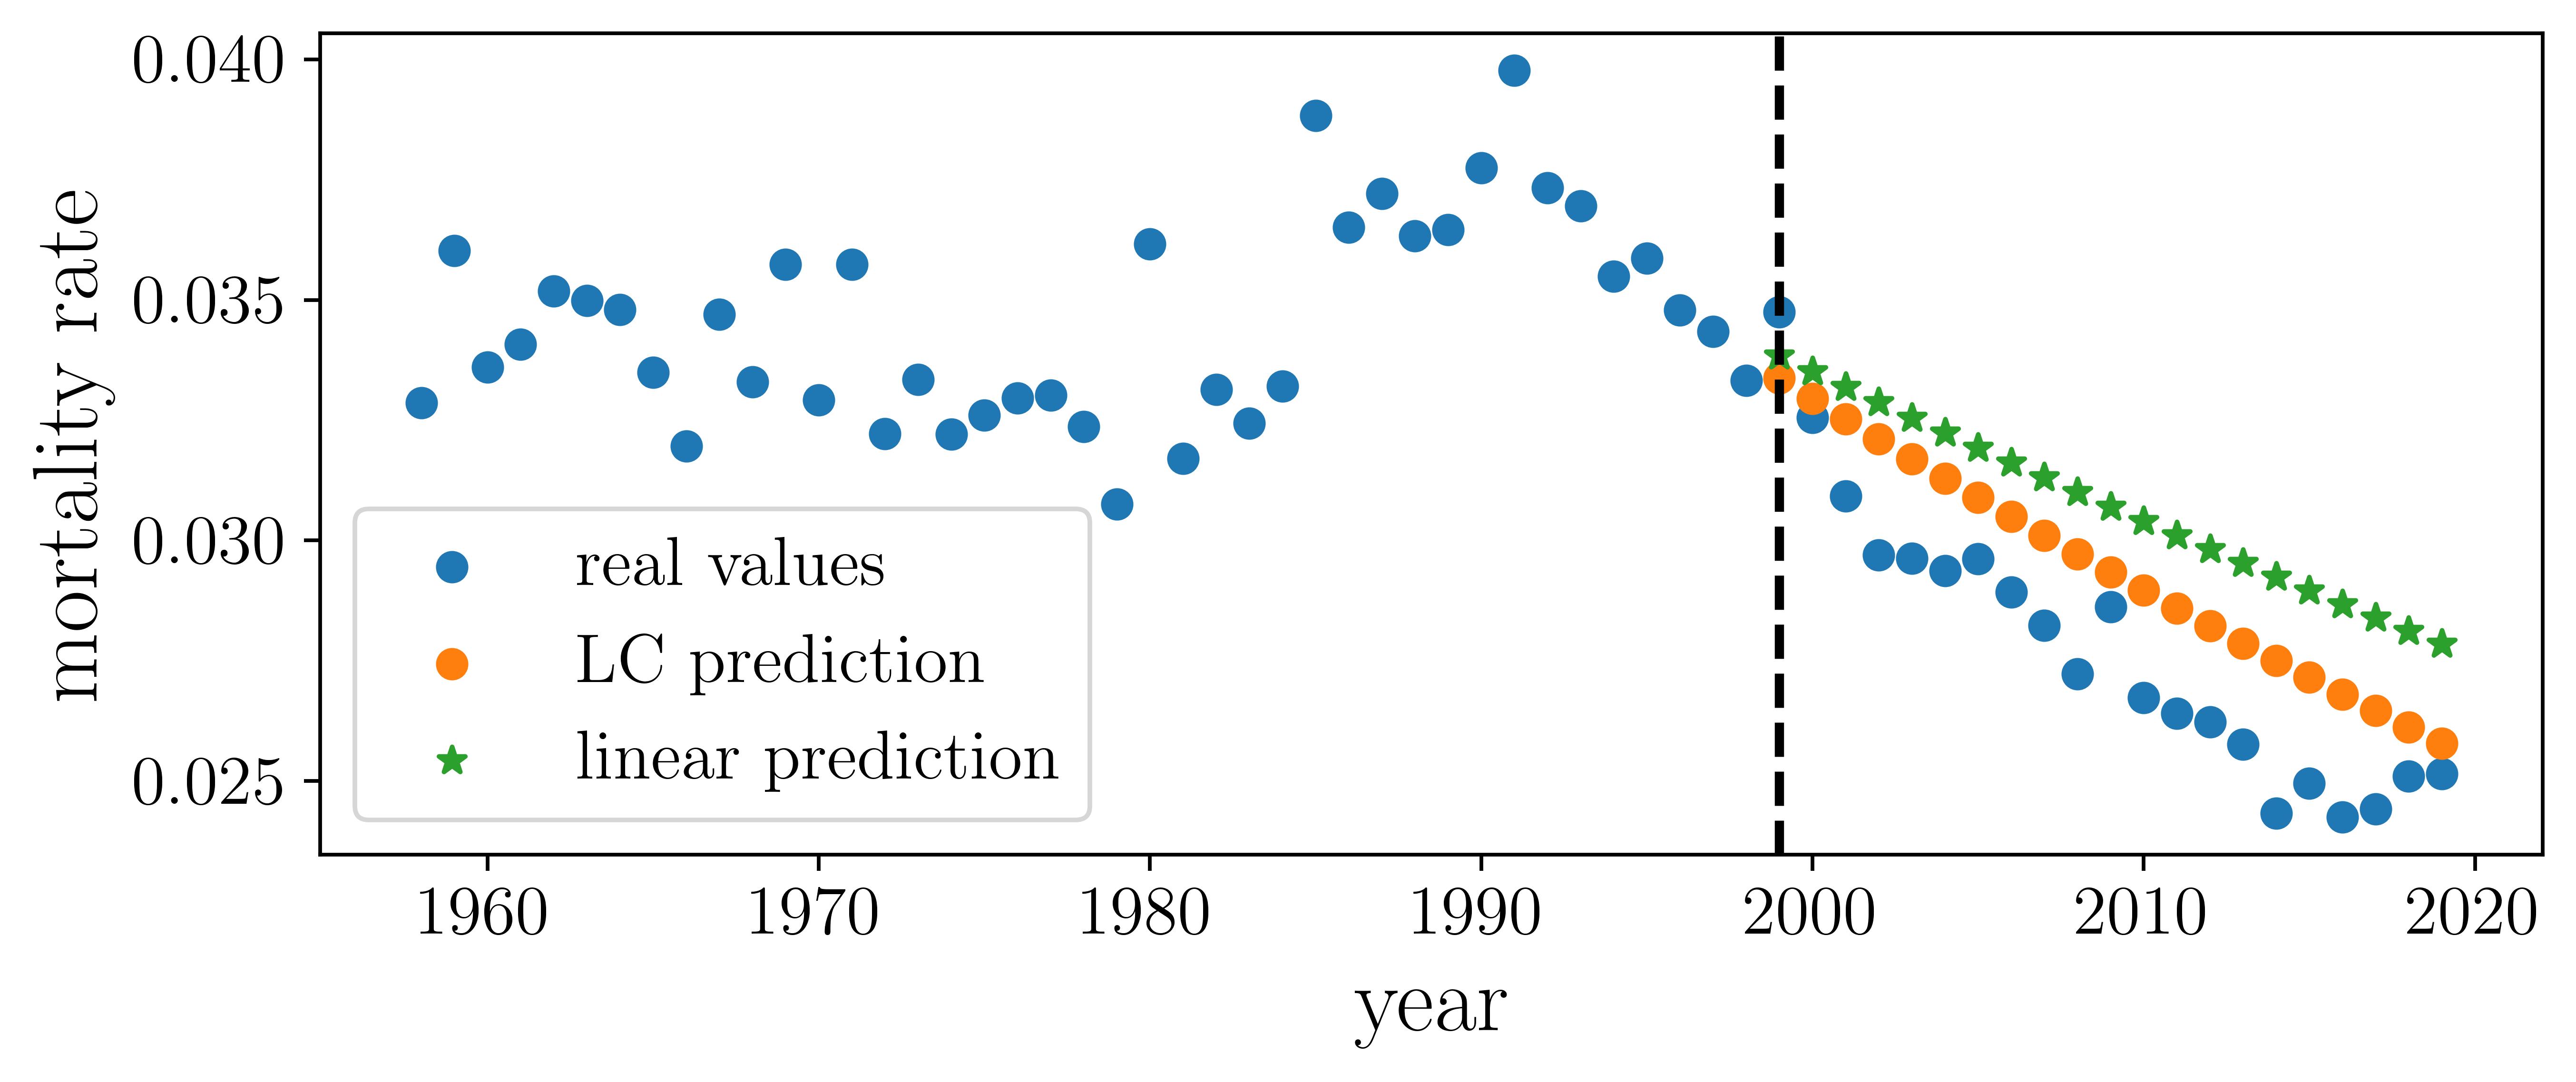 0.040
0.035
0.030
0.025
mortality rate
real values
LC prediction
linear prediction
1960 1970 1980 1990 2000 2010 2020
year